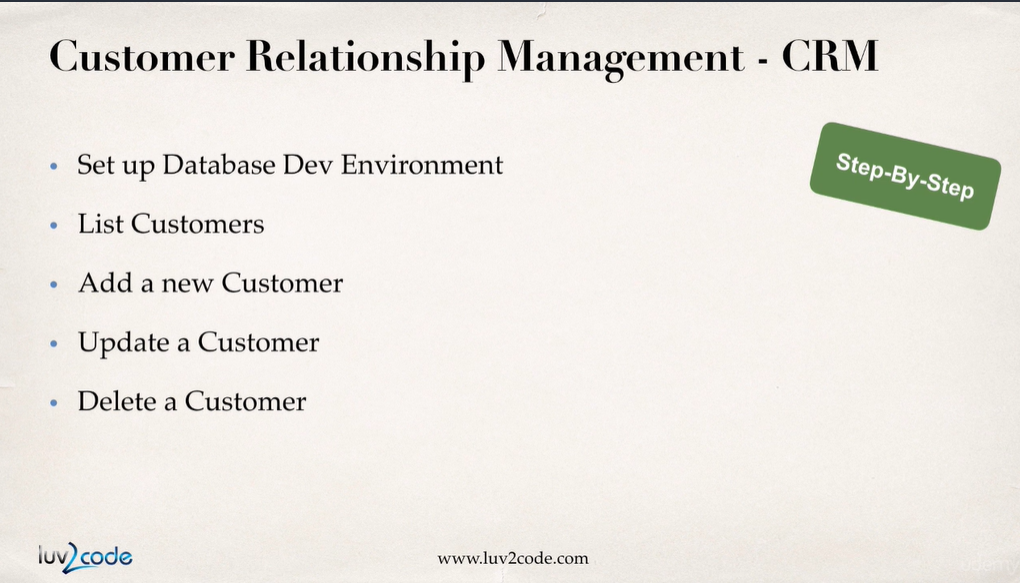 Customer Relationship Management - CRM
Step-By-Step
• Set up Database Dev Environment
• List Customers
• Add a new Customer
• Update a Customer
• Delete a Customer
luv2code
www.luv2code.com
udemy